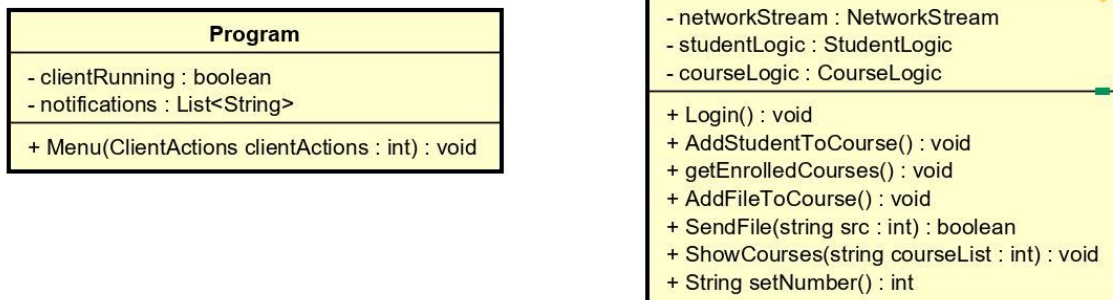 Program
- clientRunning : boolean
- notifications : List<String>
+ Menu(ClientActions clientActions : int) : void
- networkStream : NetworkStream
- studentLogic : StudentLogic
- courseLogic : CourseLogic
+ Login() : void
+ AddStudentToCourse() : void
+ getEnrolledCourses() : void
+ AddFileToCourse() : void
+ SendFile(string src : int) : boolean
+ ShowCourses(string courseList : int) : void
+ String setNumber() : int